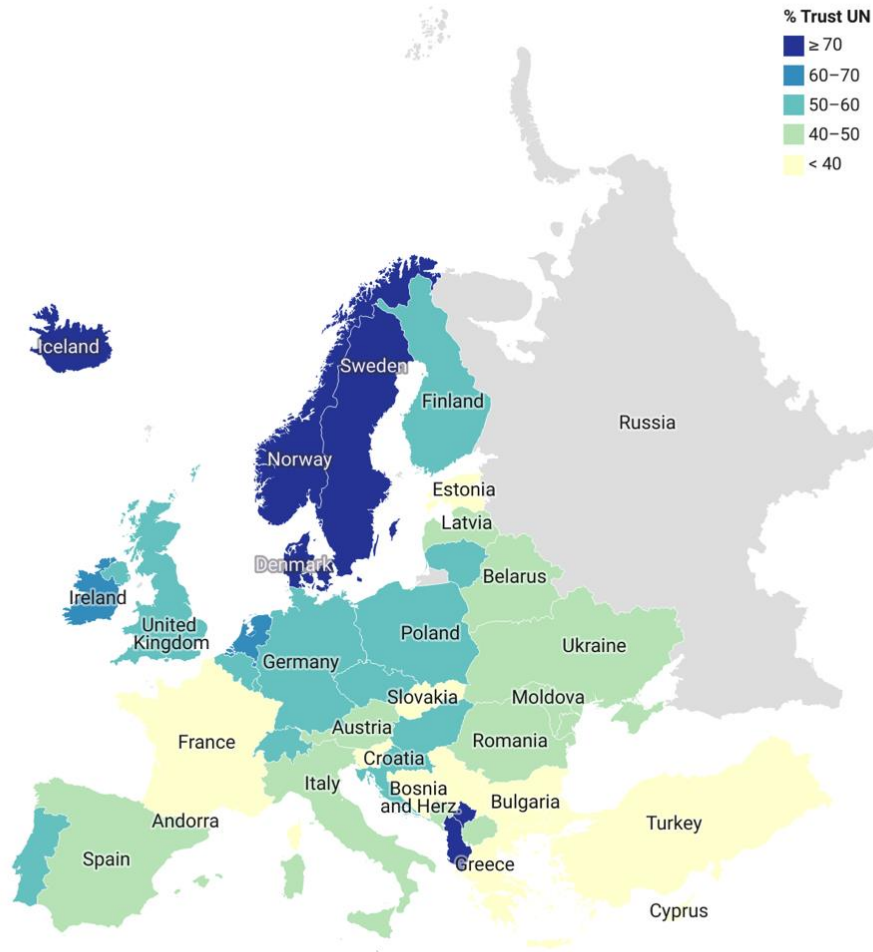 % Trust UN
≥ 70
60–70
50–60
40–50
< 40
Iceland
Sweden
Finland
Russia
Norway
Estonia
Latvia
Denmark
Belarus
Ireland
United
Kingdom
Poland
Ukraine
Germany
Slovakia
Moldova
Austria
France
Romania
Croatia
Italy
Bosnia
and Herz.
Bulgaria
Andorra
Turkey
Spain
Greece
Cyprus